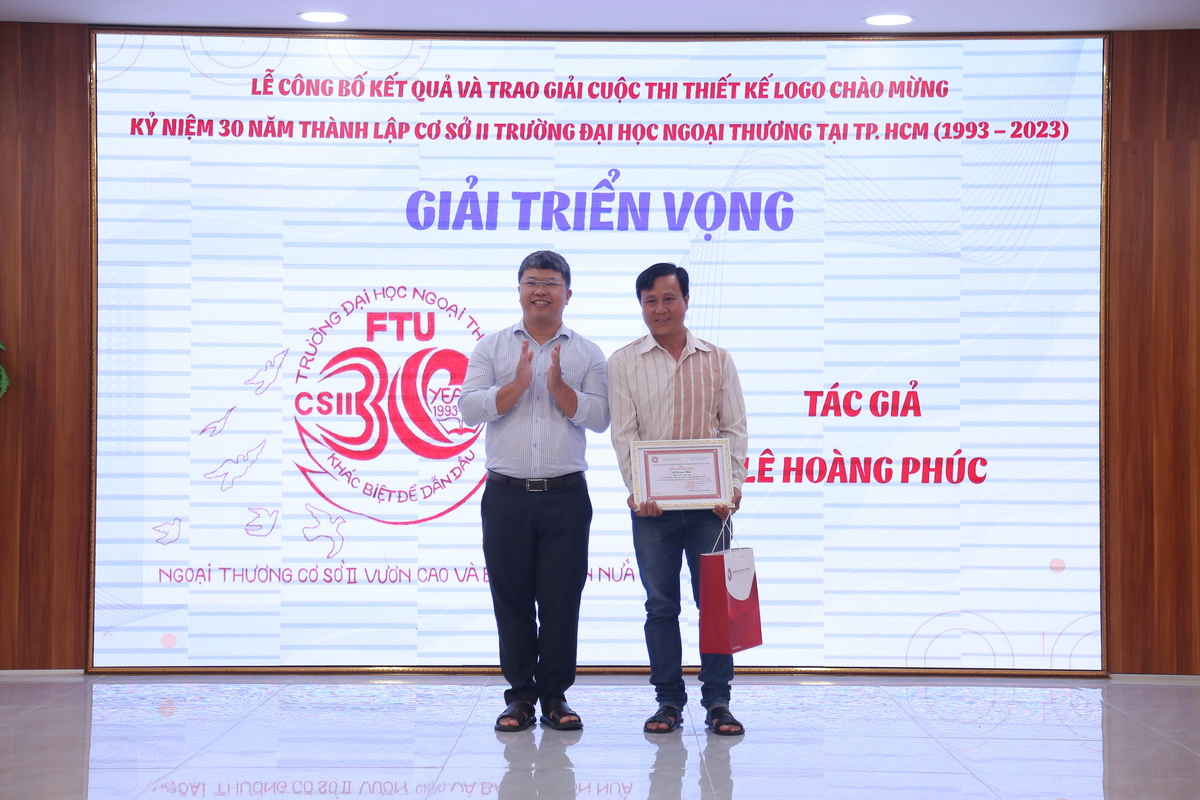 LỄ CÔNG BỐ KẾT QUẢ VÀ TRAO GIẢI CUỘC THI THIẾT KẾ LOGO CHÀO MỪNG
KỶ NIỆM 30 NĂM THÀNH LẬP CƠ SỞ II TRƯỜNG ĐẠI HỌC NGOẠI THƯƠNG TẠI TP. HCM (1993 – 2023)
GIẢI TRIỂN VỌNG
TRƯỜNG ĐẠI HỌC NGOẠI TH
FTU
CSII 30
YEA
1993
KHÁC BIỆT ĐỂ DẪN ĐẦU
TÁC GIẢ
LÊ HOÀNG PHÚC
NGOẠI THƯƠNG CƠ SỞ II VƯƠN CAO VÀ NỮA